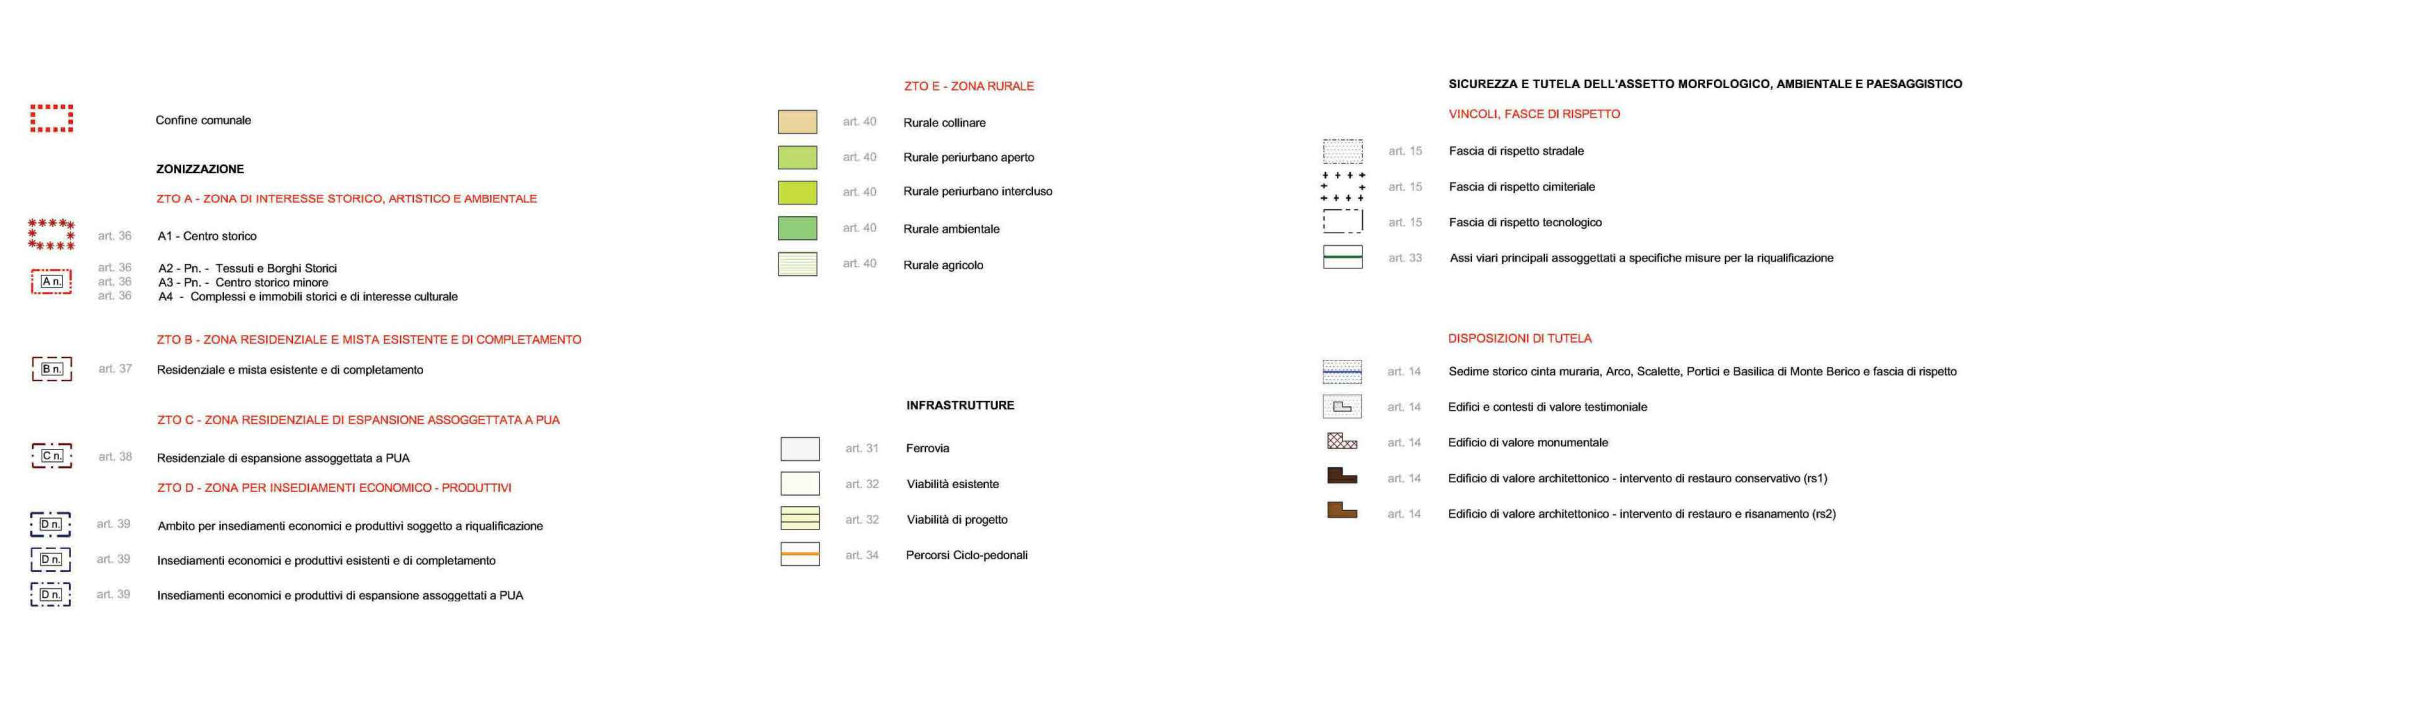 Confine comunale
ZONIZZAZIONE
ZTO A - ZONA DI INTERESSE STORICO, ARTISTICO E AMBIENTALE
art. 36 A1 - Centro storico
art. 36 A2 - Pn. - Tessuti e Borghi Storici
A n. art. 36 A3 - Pn. - Centro storico minore
art. 36 A4 - Complessi e immobili storici e di interesse culturale
ZTO B - ZONA RESIDENZIALE E MISTA ESISTENTE E DI COMPLETAMENTO
B n. art. 37 Residenziale e mista esistente e di completamento
ZTO C - ZONA RESIDENZIALE DI ESPANSIONE ASSOGGETTATA A PUA
C n. art. 38 Residenziale di espansione assoggettata a PUA
ZTO D - ZONA PER INSEDIAMENTI ECONOMICO - PRODUTTIVI
D n. art. 39 Ambito per insediamenti economici e produttivi soggetto a riqualificazione
D n. art. 39 Insediamenti economici e produttivi esistenti e di completamento
D n. art. 39 Insediamenti economici e produttivi di espansione assoggettati a PUA
ZTO E - ZONA RURALE
art. 40 Rurale collinare
art. 40 Rurale periurbano aperto
art. 40 Rurale periurbano intercluso
art. 40 Rurale ambientale
art. 40 Rurale agricolo
INFRASTRUTTURE
art. 31 Ferrovia
art. 32 Viabilità esistente
art. 32 Viabilità di progetto
art. 34 Percorsi Ciclo-pedonali
SICUREZZA E TUTELA DELL'ASSETTO MORFOLOGICO, AMBIENTALE E PAESAGGISTICO
VINCOLI, FASCE DI RISPETTO
art. 15 Fascia di rispetto stradale
art. 15 Fascia di rispetto cimiteriale
art. 15 Fascia di rispetto tecnologico
art. 33 Assi viari principali assoggettati a specifiche misure per la riqualificazione
DISPOSIZIONI DI TUTELA
art. 14 Sedime storico cinta muraria, Arco, Scalette, Portici e Basilica di Monte Berico e fascia di rispetto
art. 14 Edifici e contesti di valore testimoniale
art. 14 Edificio di valore monumentale
art. 14 Edificio di valore architettonico - intervento di restauro conservativo (rs1)
art. 14 Edificio di valore architettonico - intervento di restauro e risanamento (rs2)